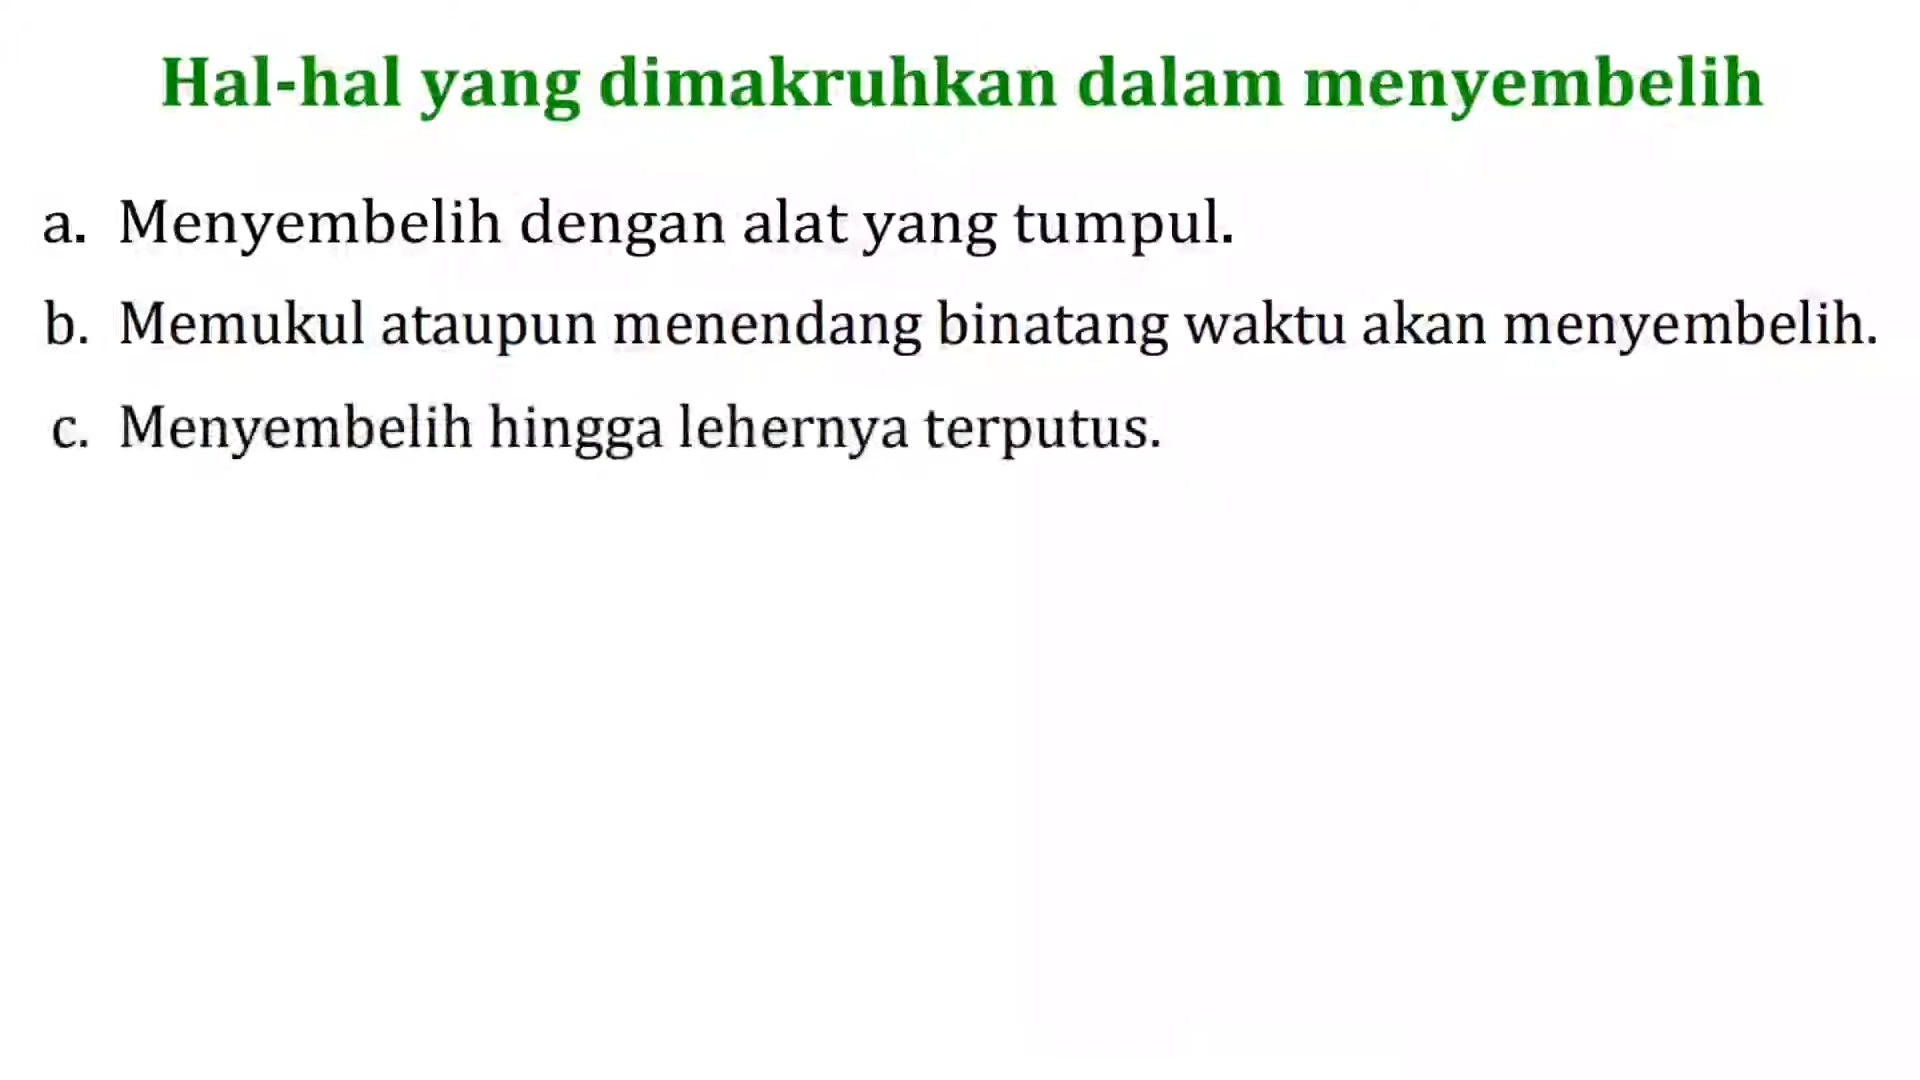 Hal-hal yang dimakruhkan dalam menyembelih
a. Menyembelih dengan alat yang tumpul.
b. Memukul ataupun menendang binatang waktu akan menyembelih.
c. Menyembelih hingga lehernya terputus.